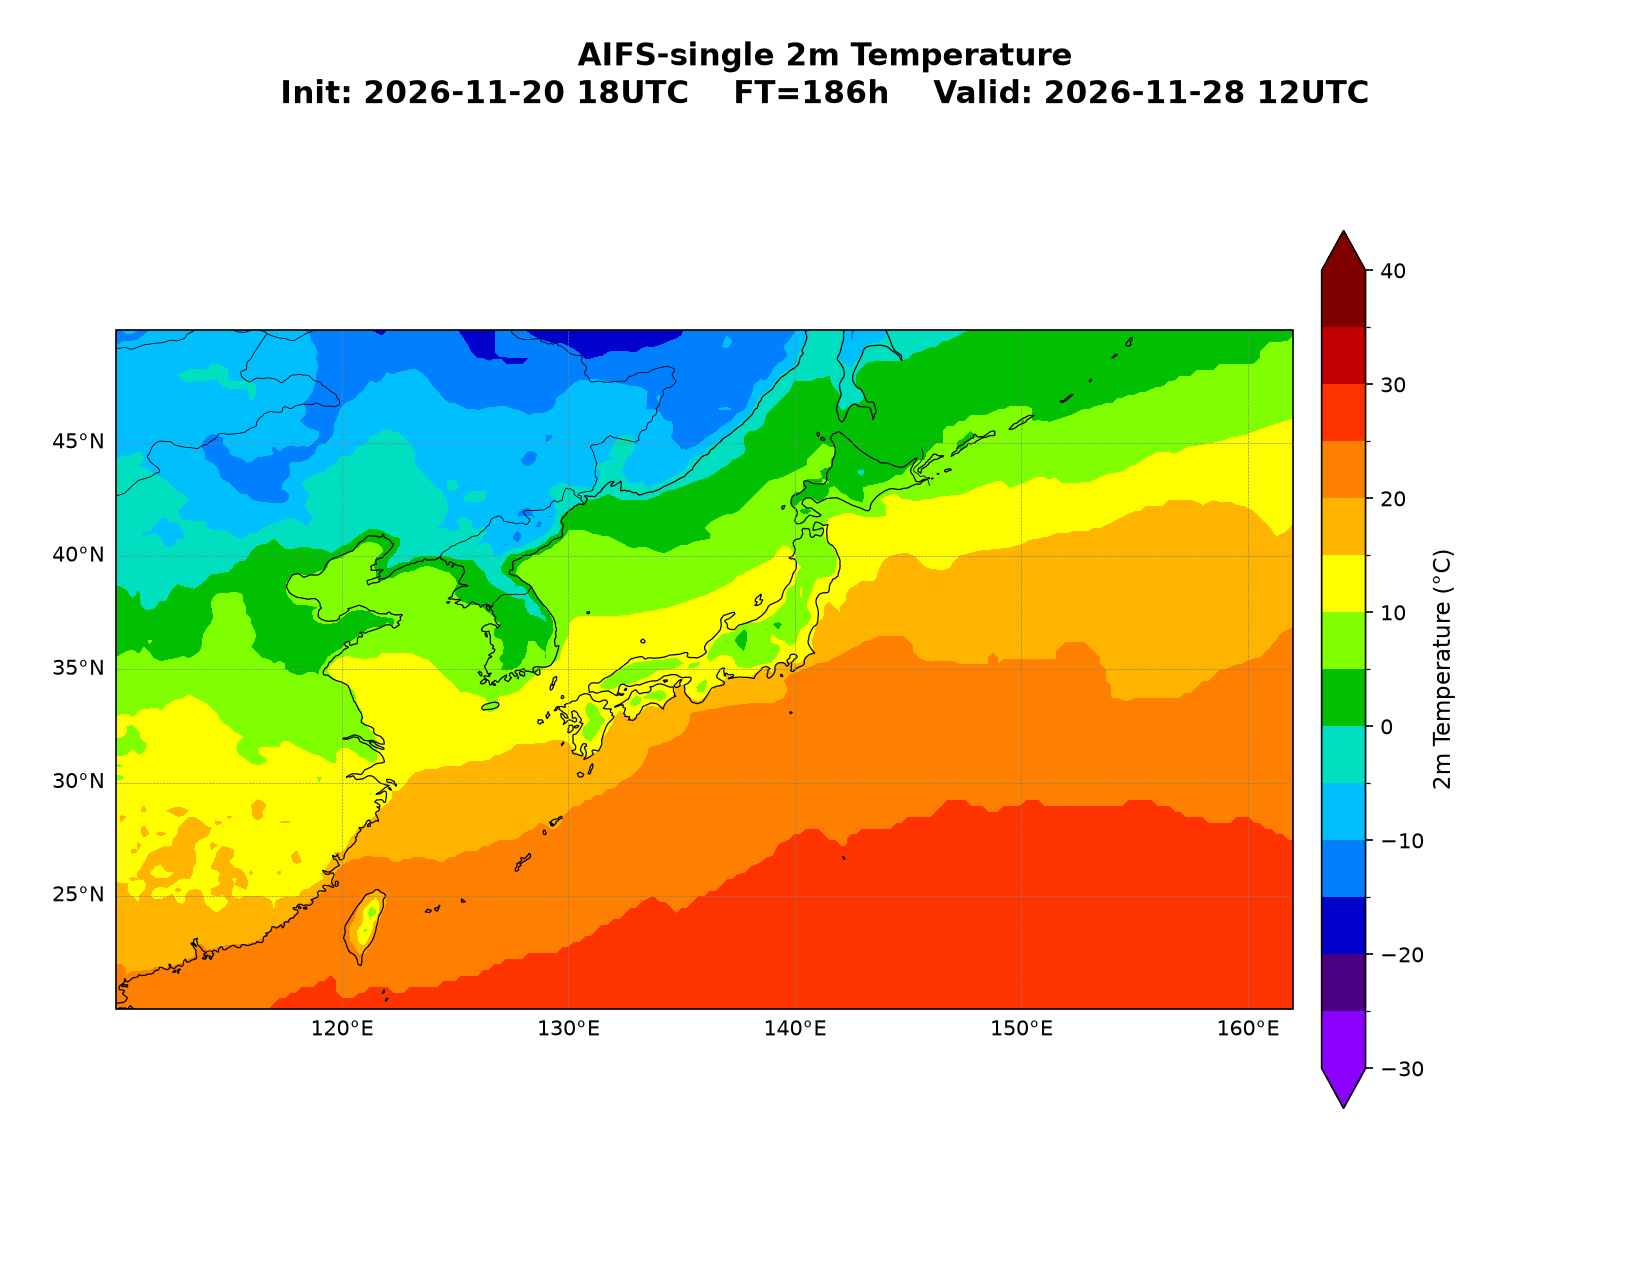 AIFS-single 2m Temperature
Init: 2026-11-20 18UTC    FT=186h    Valid: 2026-11-28 12UTC
45°N
40°N
35°N
30°N
25°N
120°E
130°E
140°E
150°E
160°E
40
30
20
10
0
−10
−20
−30
2m Temperature (°C)